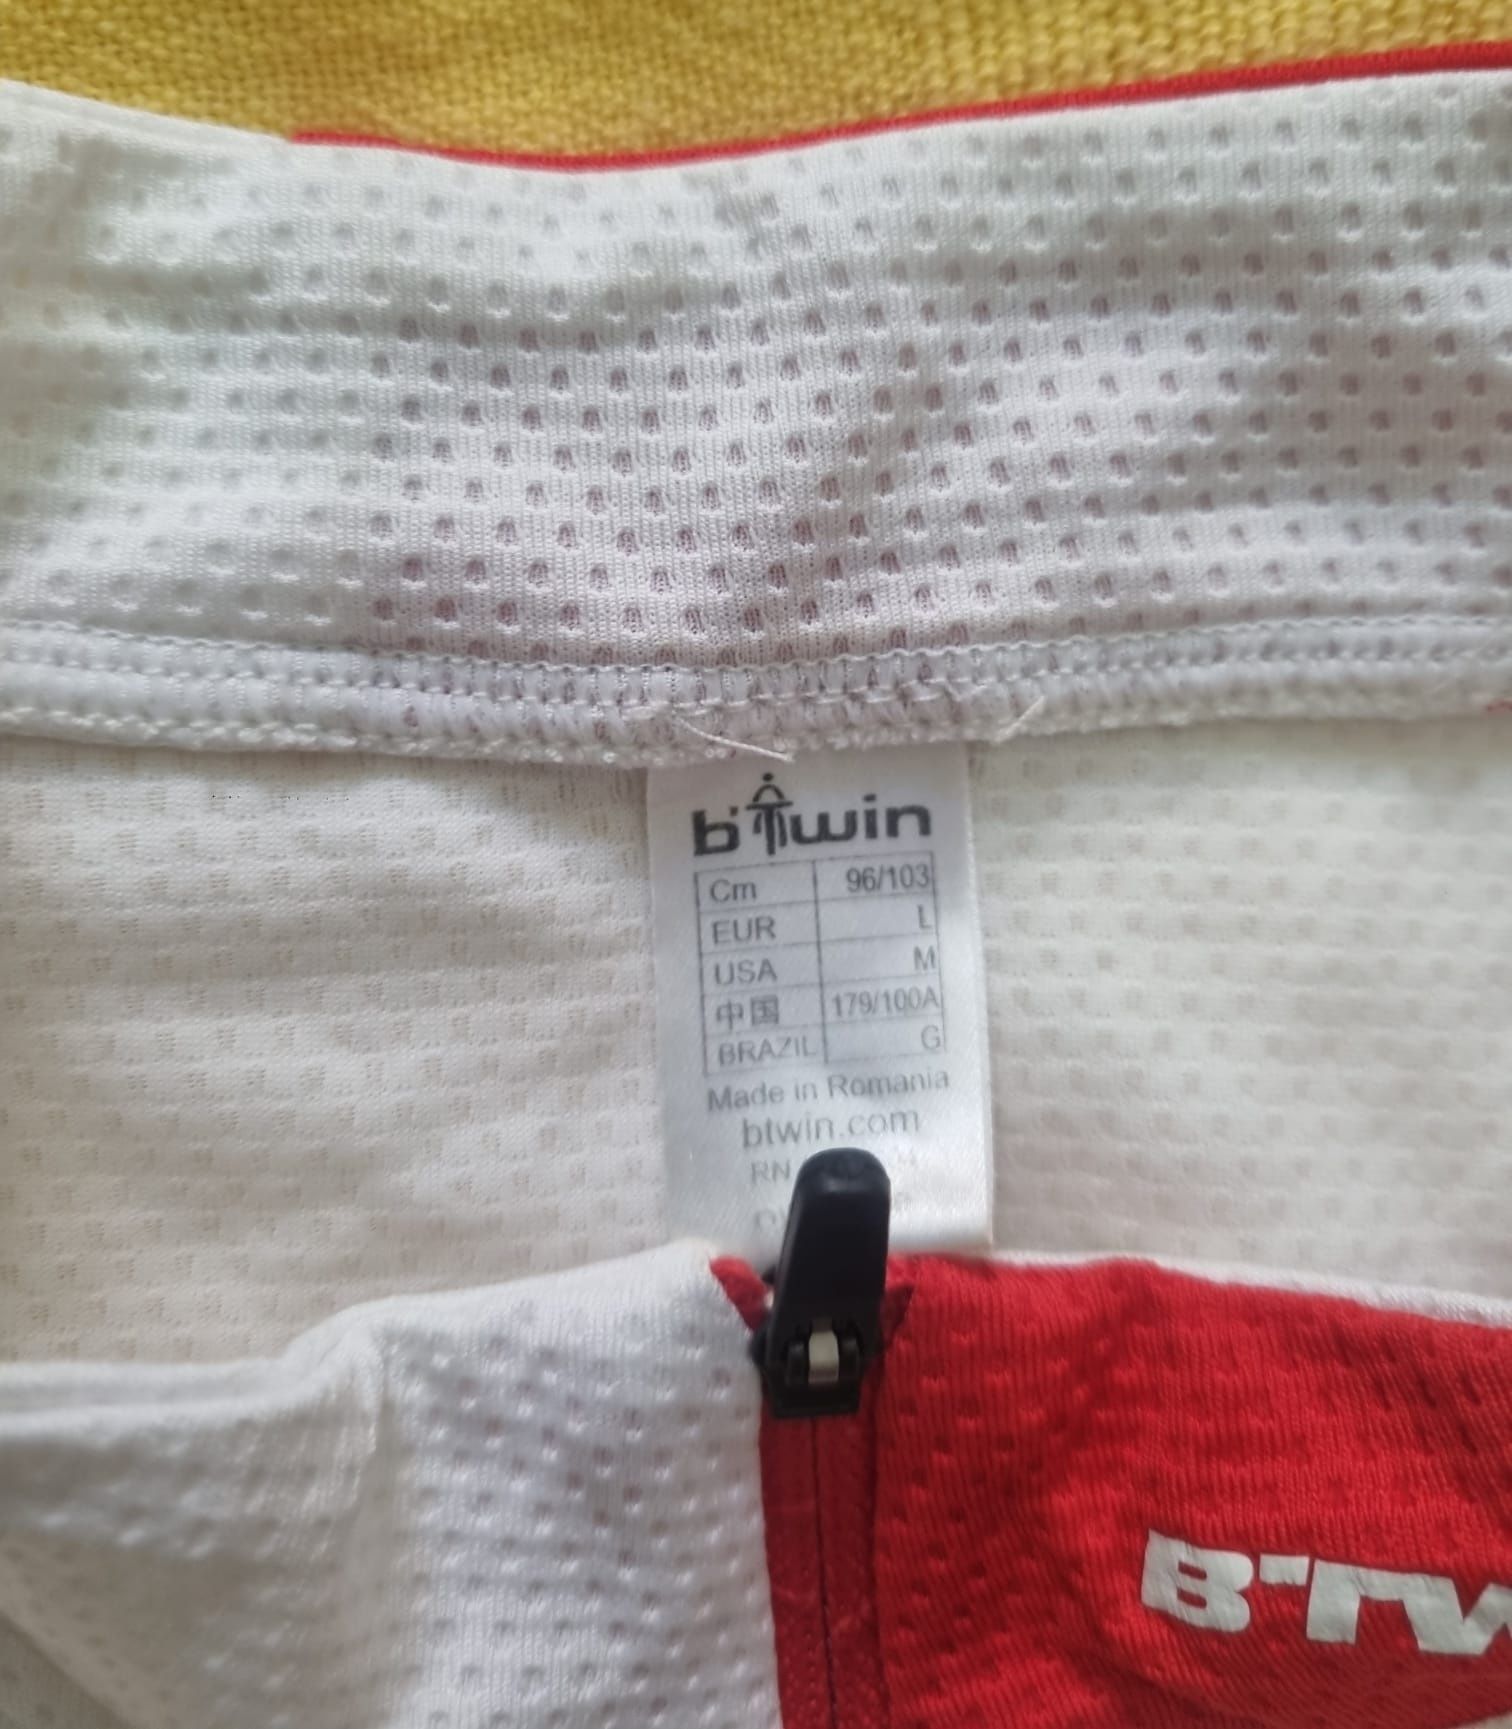 b'Twin
Cm 96/103
EUR L
USA M
中国 179/100A
BRAZIL G
Made in Romania
btwin.com
RN
B'TW